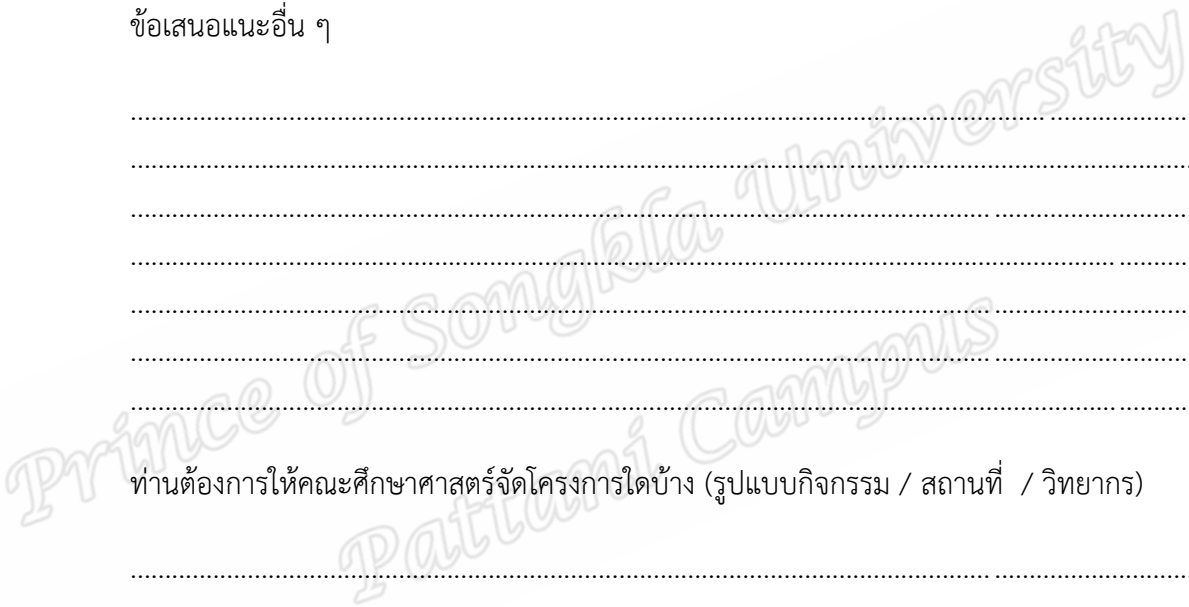 ข้อเสนอแนะอื่น ๆ
........................................................................................................................................................
........................................................................................................................................................
........................................................................................................................................................
........................................................................................................................................................
........................................................................................................................................................
........................................................................................................................................................
........................................................................................................................................................
ท่านต้องการให้คณะศึกษาศาสตร์จัดโครงการใดบ้าง (รูปแบบกิจกรรม / สถานที่ / วิทยากร)
........................................................................................................................................................
Prince of Songkla University
Pattani Campus